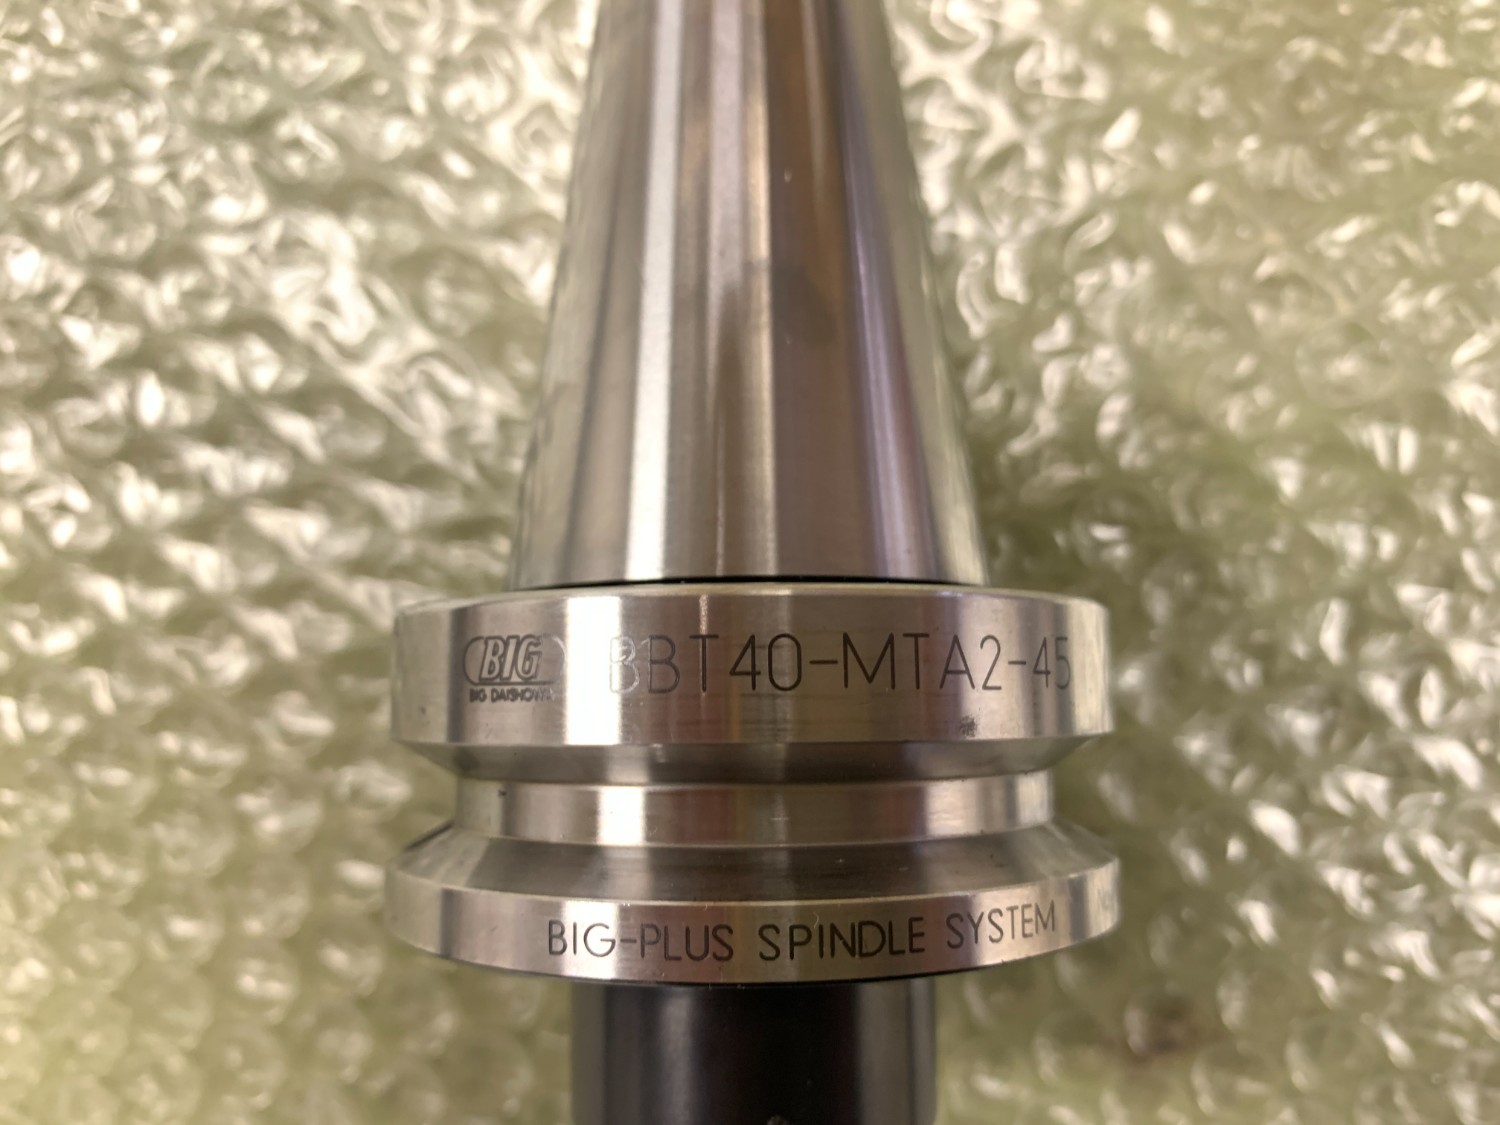 BIG BBT40-MTA2-45
BIG DAISHOWA
BIG-PLUS SPINDLE SYSTEM